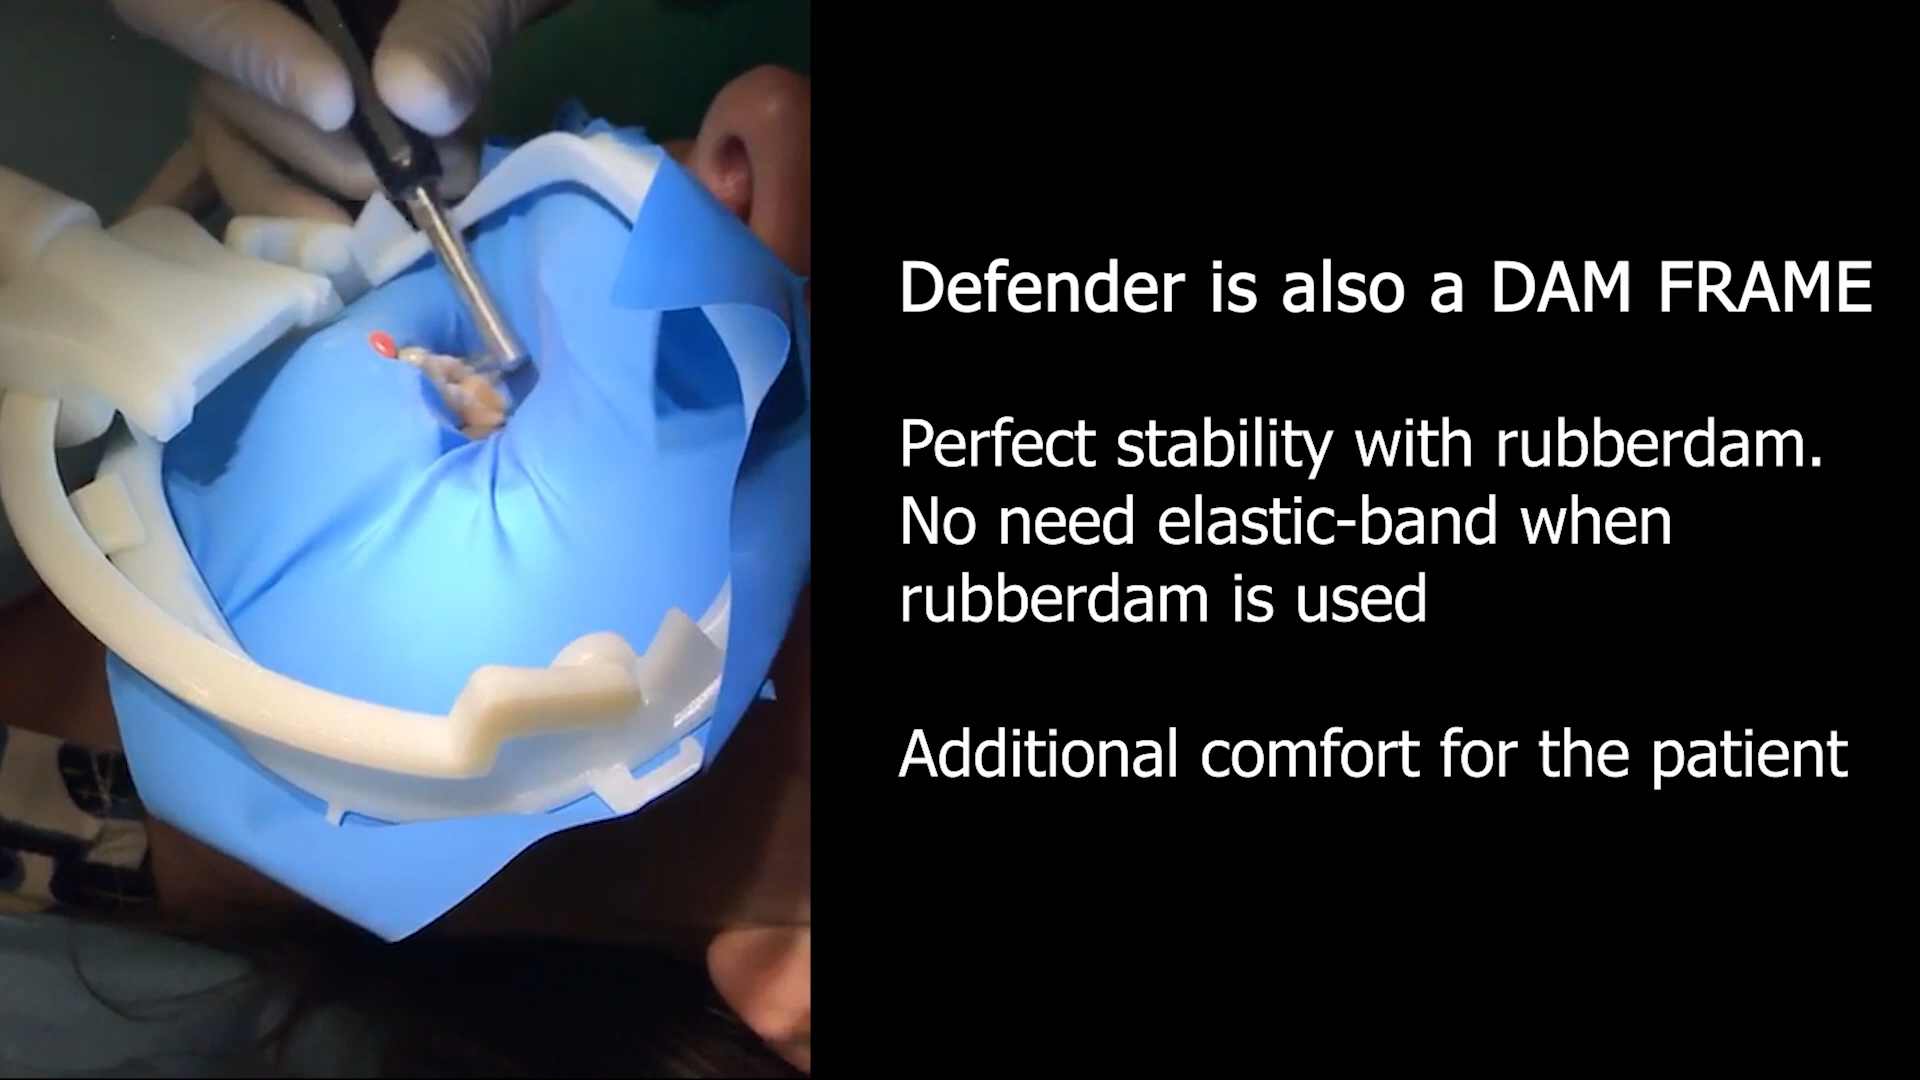 Defender is also a DAM FRAME
Perfect stability with rubberdam.
No need elastic-band when
rubberdam is used
Additional comfort for the patient